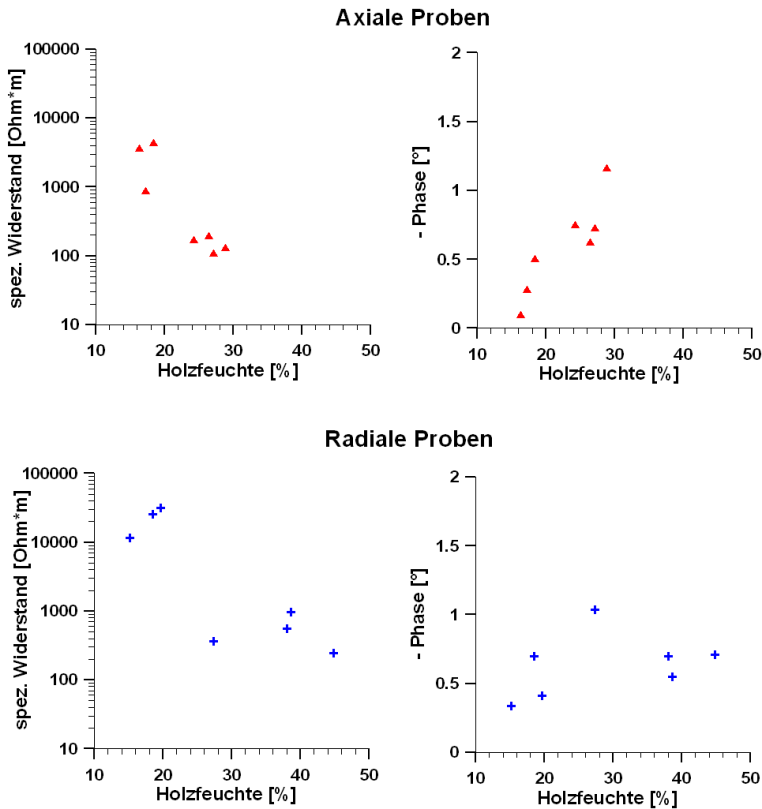 Axiale Proben
spez. Widerstand [Ohm*m]
100000
10000
1000
100
10
10 20 30 40 50
Holzfeuchte [%]
- Phase [°]
2
1.5
1
0.5
0
10 20 30 40 50
Holzfeuchte [%]
Radiale Proben
spez. Widerstand [Ohm*m]
100000
10000
1000
100
10
10 20 30 40 50
Holzfeuchte [%]
- Phase [°]
2
1.5
1
0.5
0
10 20 30 40 50
Holzfeuchte [%]